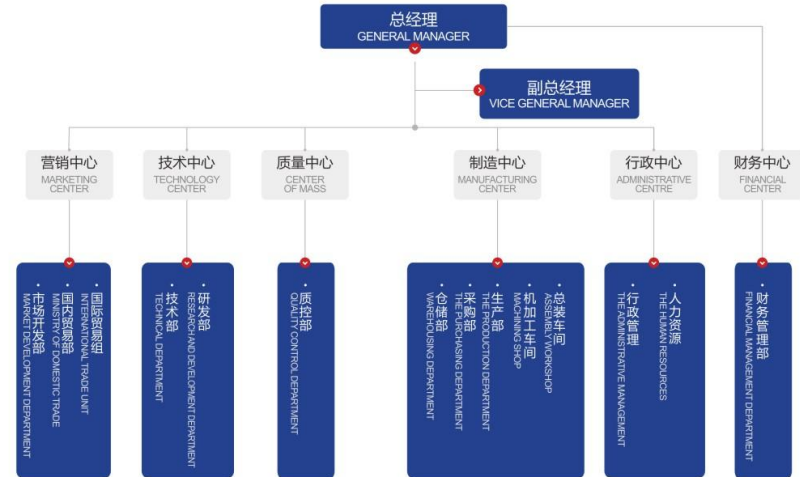 总经理
GENERAL MANAGER
副总经理
VICE GENERAL MANAGER
营销中心
MARKETING
CENTER
技术中心
TECHNOLOGY
CENTER
质量中心
CENTER
OF MASS
制造中心
MANUFACTURING
CENTER
行政中心
ADMINISTRATIVE
CENTRE
财务中心
FINANCIAL
CENTER
· 国际贸易组
INTERNATIONAL TRADE UNIT
· 国内贸易部
MINISTRY OF DOMESTIC TRADE
· 市场开发部
MARKET DEVELOPMENT DEPARTMENT
· 研发部
RESEARCH AND DEVELOPMENT DEPARTMENT
· 技术部
TECHNICAL DEPARTMENT
· 质控部
QUALITY CONTROL DEPARTMENT
· 总装车间
ASSEMBLY WORKSHOP
· 机加工车间
MACHINING SHOP
· 生产部
THE PRODUCTION DEPARTMENT
· 采购部
THE PURCHASING DEPARTMENT
· 仓储部
WAREHOUSING DEPARTMENT
· 人力资源
THE HUMAN RESOURCES
· 行政管理
THE ADMINISTRATIVE MANAGEMENT
· 财务管理部
FINANCIAL MANAGEMENT DEPARTMENT